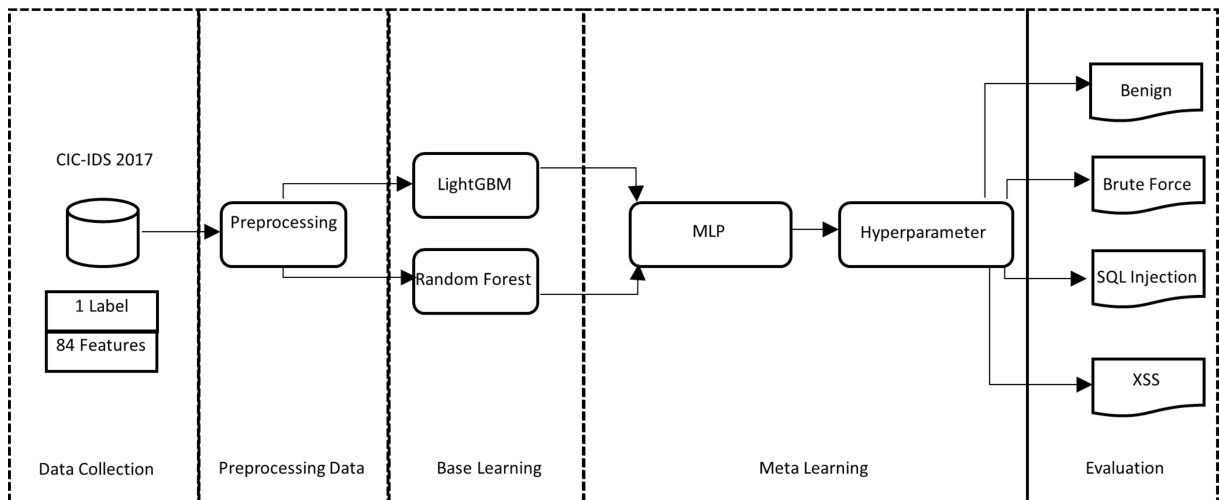 CIC-IDS 2017
1 Label
84 Features
Data Collection
Preprocessing
Preprocessing Data
LightGBM
Random Forest
Base Learning
MLP
Hyperparameter
Meta Learning
Benign
Brute Force
SQL Injection
XSS
Evaluation